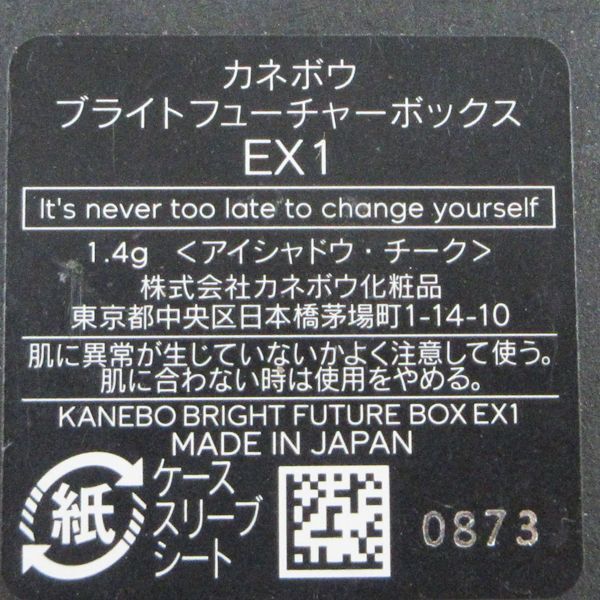 カネボウ
ブライトフューチャーボックス
EX1
It's never too late to change yourself
1.4g ＜アイシャドウ・チーク＞
株式会社カネボウ化粧品
東京都中央区日本橋茅場町1-14-10
肌に異常が生じていないかよく注意して使う。
肌に合わない時は使用をやめる。
KANEBO BRIGHT FUTURE BOX EX1
MADE IN JAPAN
紙
ケース
スリーブ
シート
0873